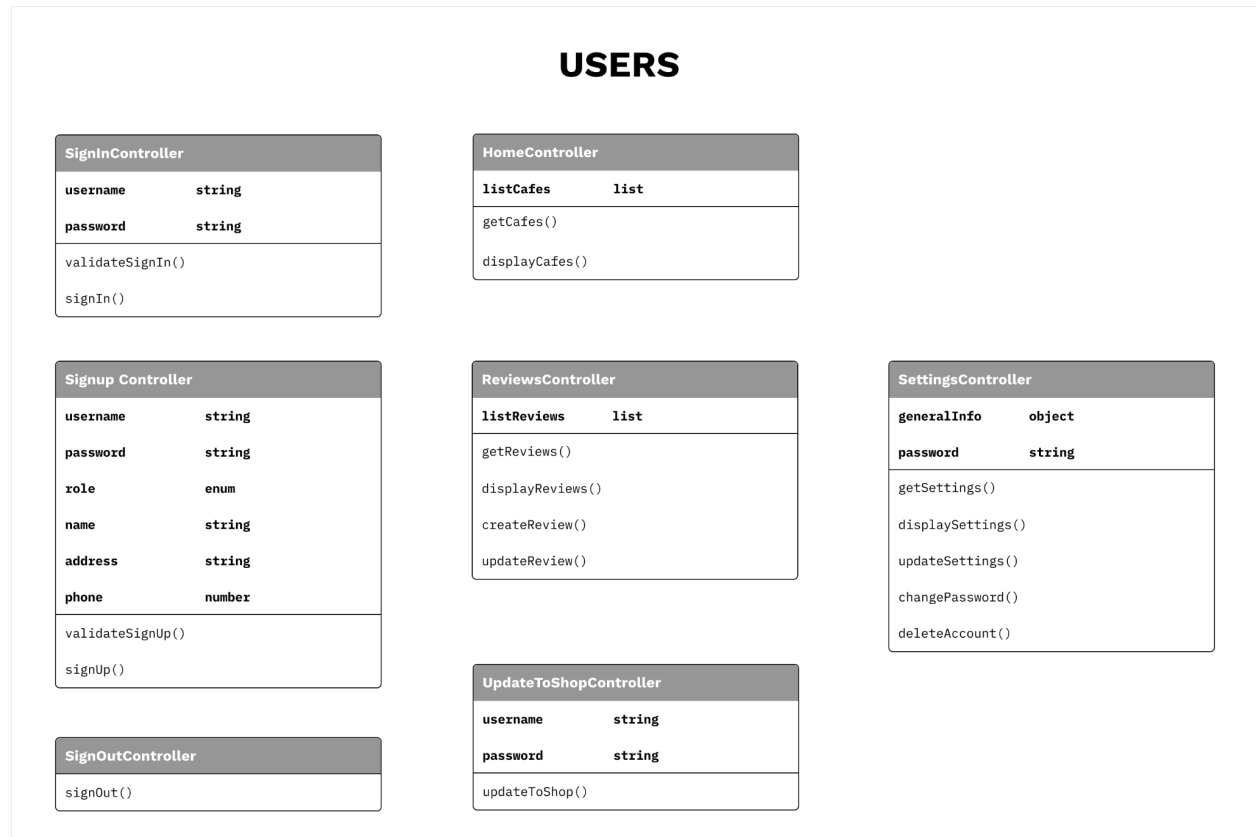 USERS
SignInController
username string
password string
validateSignIn()
signIn()
Signup Controller
username string
password string
role enum
name string
address string
phone number
validateSignUp()
signUp()
SignOutController
signOut()
HomeController
listCafes list
getCafes()
displayCafes()
ReviewsController
listReviews list
getReviews()
displayReviews()
createReview()
updateReview()
UpdateToShopController
username string
password string
updateToShop()
SettingsController
generalInfo object
password string
getSettings()
displaySettings()
updateSettings()
changePassword()
deleteAccount()